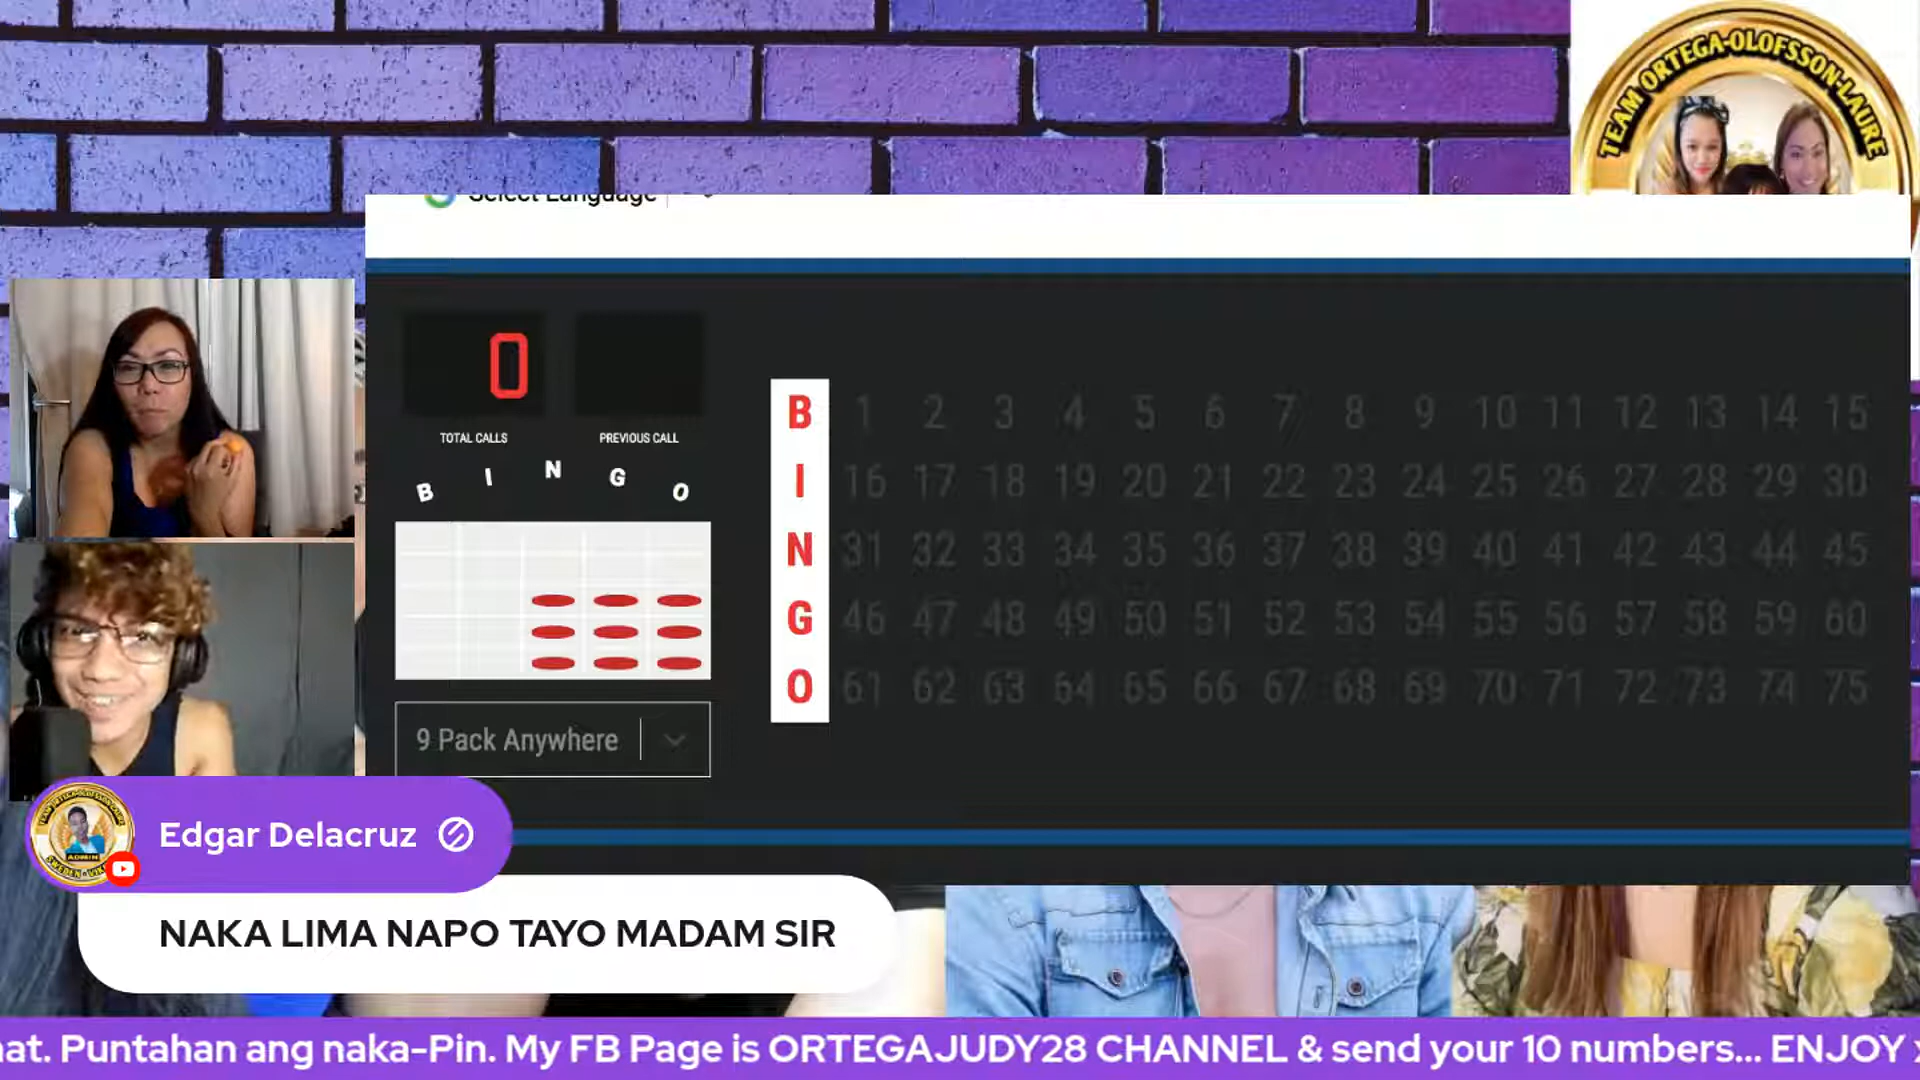 TEAM ORTEGA-OLOFSSON-LAURE
Select Language
0
TOTAL CALLS
PREVIOUS CALL
B I N G O
9 Pack Anywhere
B 1 2 3 4 5 6 7 8 9 10 11 12 13 14 15
I 16 17 18 19 20 21 22 23 24 25 26 27 28 29 30
N 31 32 33 34 35 36 37 38 39 40 41 42 43 44 45
G 46 47 48 49 50 51 52 53 54 55 56 57 58 59 60
O 61 62 63 64 65 66 67 68 69 70 71 72 73 74 75
ADMIN
Edgar Delacruz
NAKA LIMA NAPO TAYO MADAM SIR
Puntahan ang naka-Pin. My FB Page is ORTEGAJUDY28 CHANNEL & send your 10 numbers... ENJOY